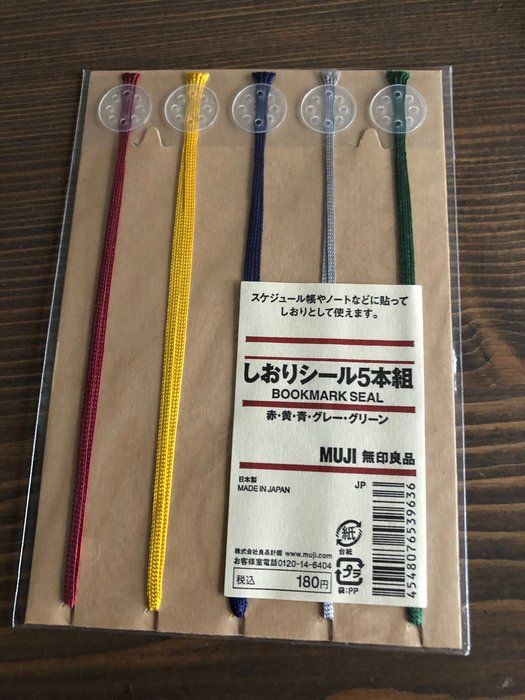 スケジュール帳やノートなどに貼って
しおりとして使えます。
しおりシール5本組
BOOKMARK SEAL
赤・黄・青・グレー・グリーン
MUJI 無印良品
日本製
MADE IN JAPAN
JP
紙
台紙
プラ
袋:PP
株式会社良品計画 www.muji.com
お客様室電話0120-14-6404
税込 180円
4548076539636